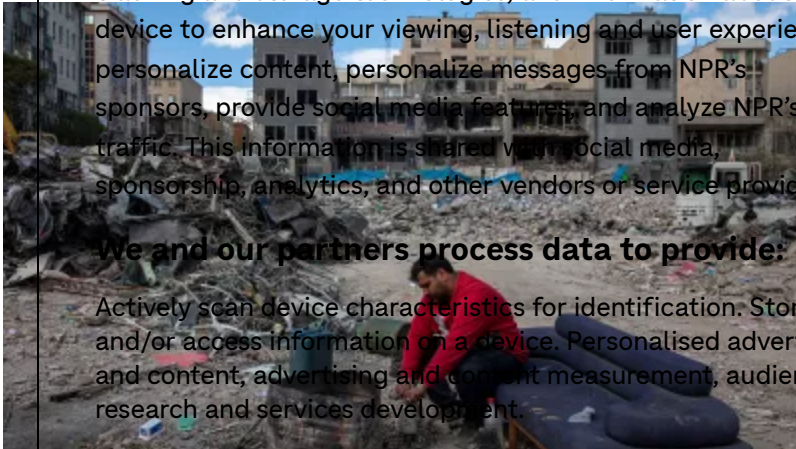 device to enhance your viewing, listening and user experie
personalize content, personalize messages from NPR's
sponsors, provide social media features, and analyze NPR's
traffic. This information is shared with social media,
sponsorship, analytics, and other vendors or service provid
We and our partners process data to provide:
Actively scan device characteristics for identification. Stor
and/or access information on a device. Personalised advert
and content, advertising and content measurement, audien
research and services development.